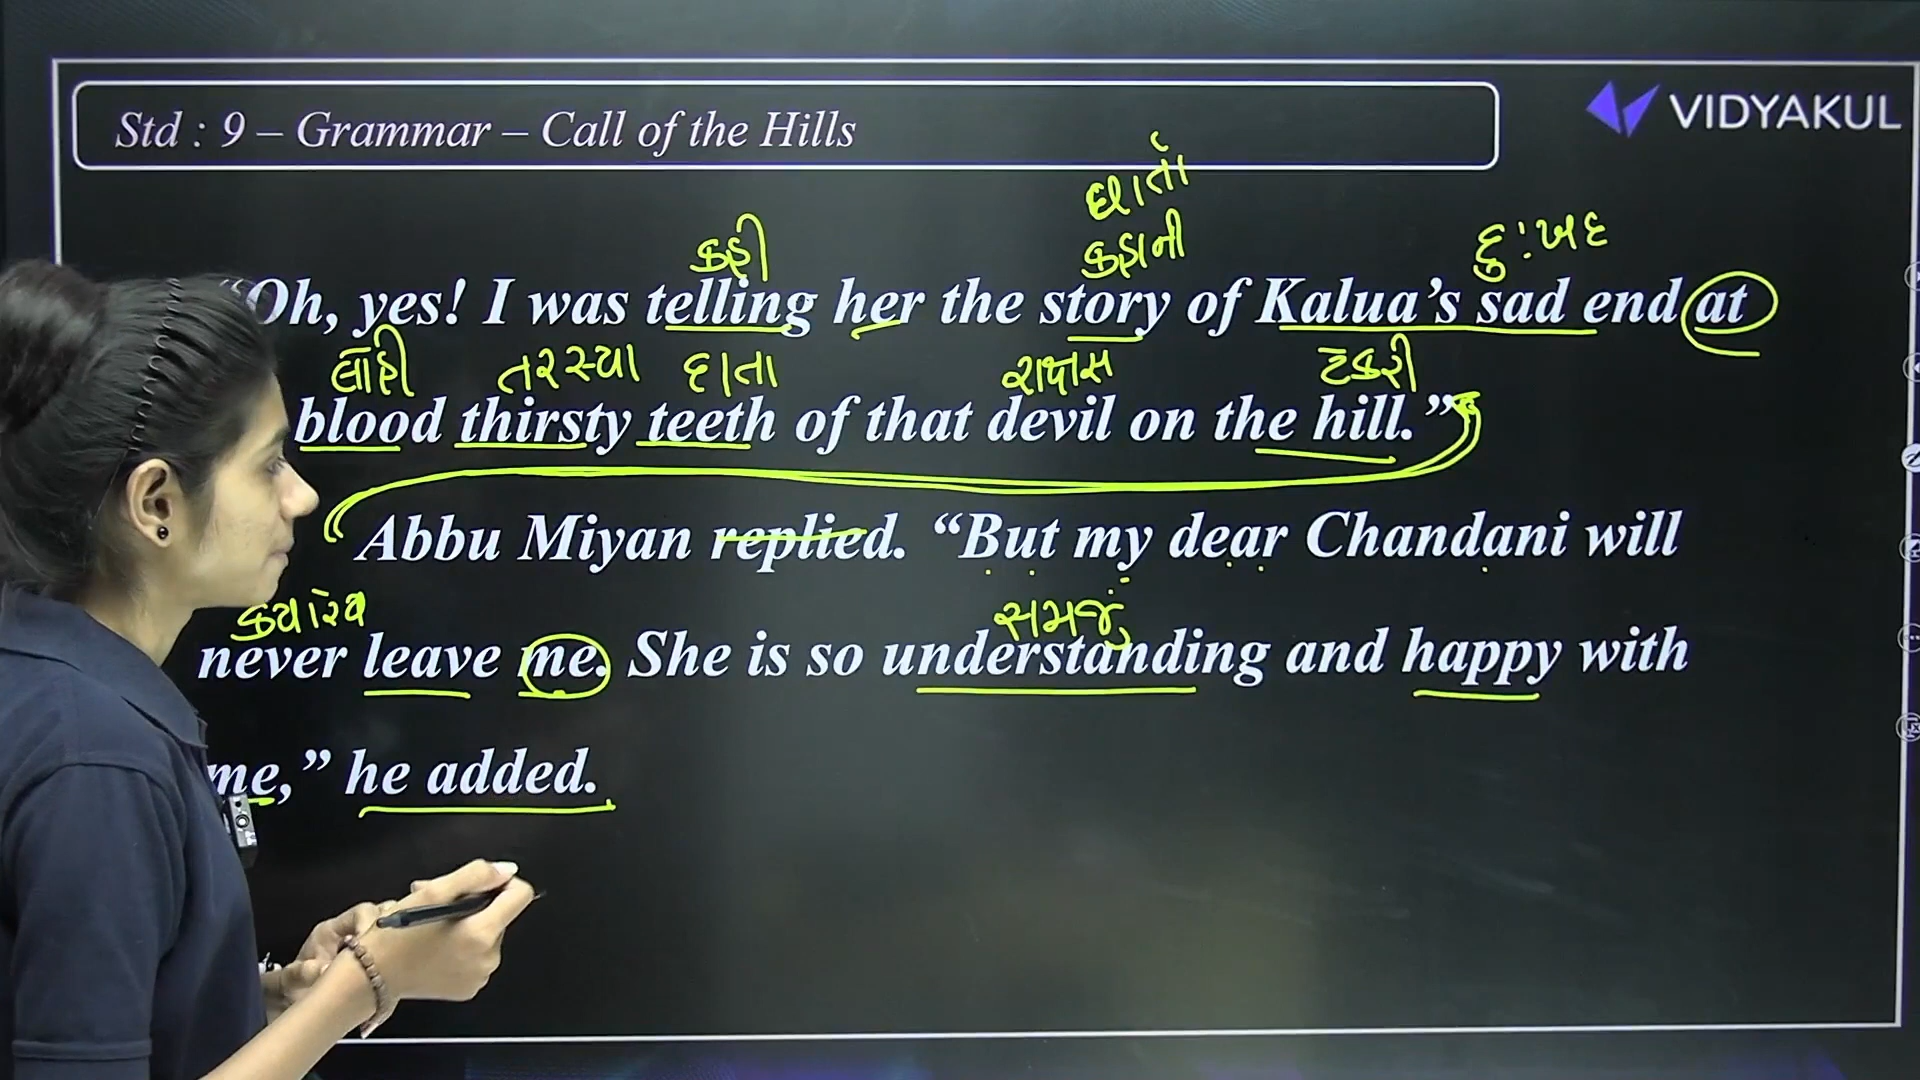 Std : 9 – Grammar – Call of the Hills
VIDYAKUL
વાર્તા
કહી કહાની દુઃખદ
“Oh, yes! I was telling her the story of Kalua’s sad end at
લોહી તરસ્યા દાંતા રાક્ષસ ટેકરી
blood thirsty teeth of that devil on the hill.”
Abbu Miyan replied. “But my dear Chandani will
ક્યારેય સમજું
never leave me. She is so understanding and happy with
me,” he added.